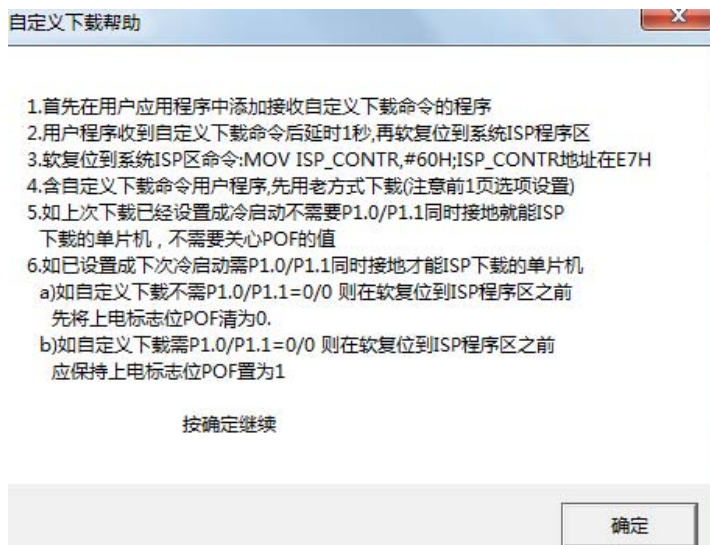 自定义下载帮助
1.首先在用户应用程序中添加接收自定义下载命令的程序
2.用户程序收到自定义下载命令后延时1秒,再软复位到系统ISP程序区
3.软复位到系统ISP区命令:MOV ISP_CONTR,#60H;ISP_CONTR地址在E7H
4.含自定义下载命令用户程序,先用老方式下载(注意前1页选项设置)
5.如上次下载已经设置成冷启动不需要P1.0/P1.1同时接地就能ISP
下载的单片机，不需要关心POF的值
6.如已设置成下次冷启动需P1.0/P1.1同时接地才能ISP下载的单片机
a)如自定义下载不需P1.0/P1.1=0/0 则在软复位到ISP程序区之前
先将上电标志位POF清为0.
b)如自定义下载需P1.0/P1.1=0/0 则在软复位到ISP程序区之前
应保持上电标志位POF置为1
按确定继续
确定